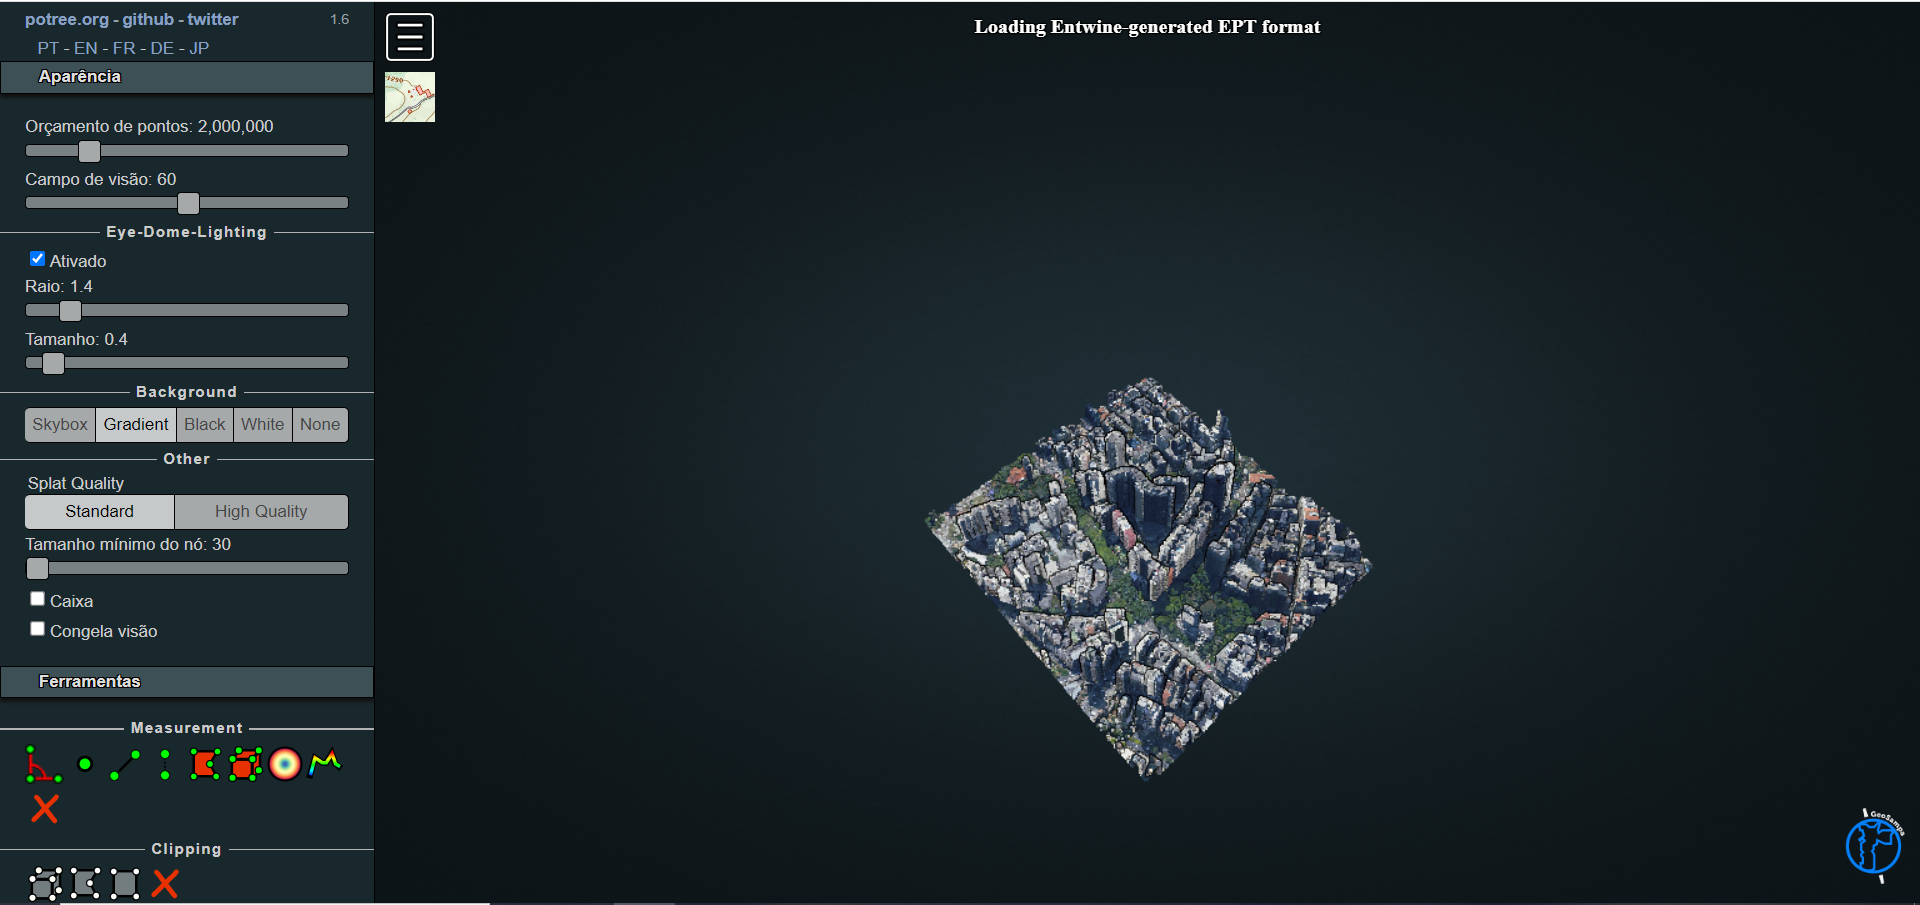 potree.org - github - twitter 1.6
PT - EN - FR - DE - JP
Aparência
Orçamento de pontos: 2,000,000
Campo de visão: 60
Eye-Dome-Lighting
Ativado
Raio: 1.4
Tamanho: 0.4
Background
Skybox Gradient Black White None
Other
Splat Quality
Standard High Quality
Tamanho mínimo do nó: 30
Caixa
Congela visão
Ferramentas
Measurement
Clipping
Loading Entwine-generated EPT format
GeoSampa